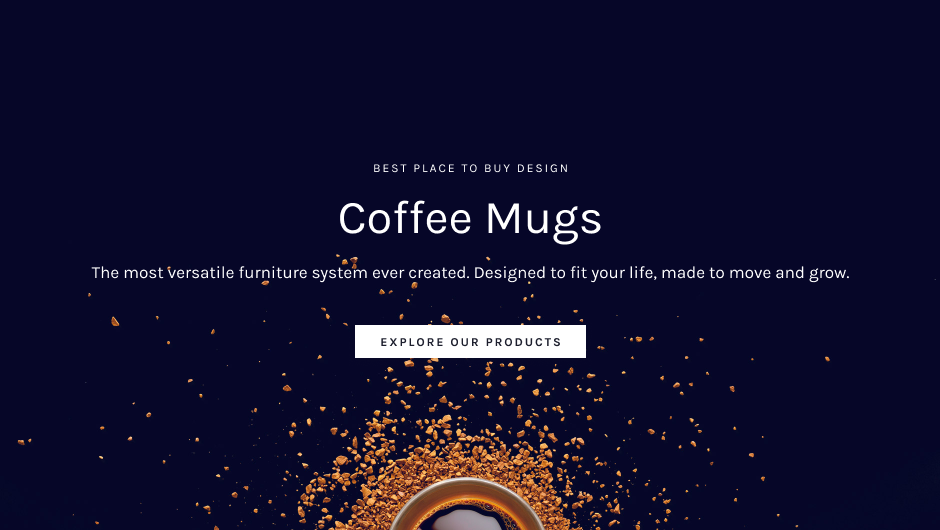 BEST PLACE TO BUY DESIGN
Coffee Mugs
The most versatile furniture system ever created. Designed to fit your life, made to move and grow.
EXPLORE OUR PRODUCTS